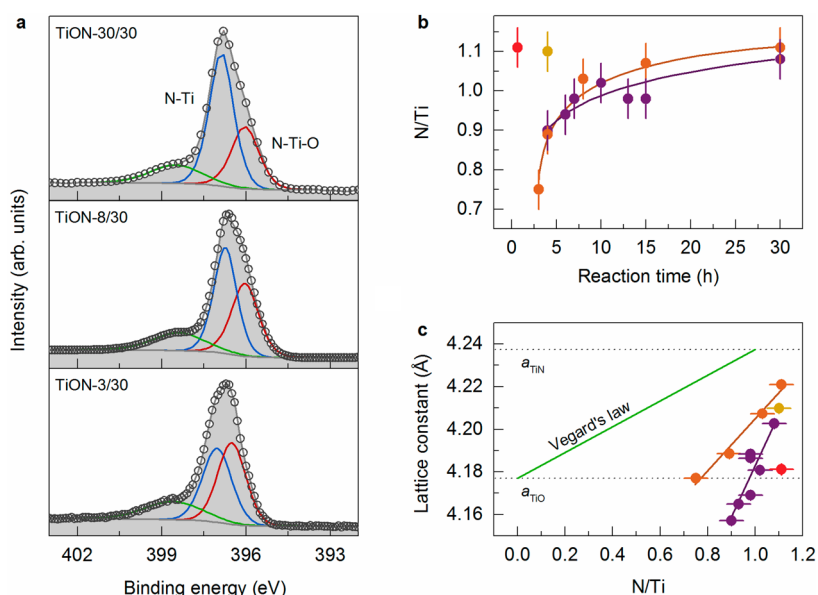 a
TiON-30/30
N-Ti
N-Ti-O
TiON-8/30
TiON-3/30
Intensity (arb. units)
402 399 396 393
Binding energy (eV)
b
N/Ti
1.1
1.0
0.9
0.8
0.7
0 5 10 15 20 25 30
Reaction time (h)
c
Lattice constant (Å)
4.24
4.22
4.20
4.18
4.16
aTiN
Vegard's law
aTiO
0.0 0.2 0.4 0.6 0.8 1.0 1.2
N/Ti